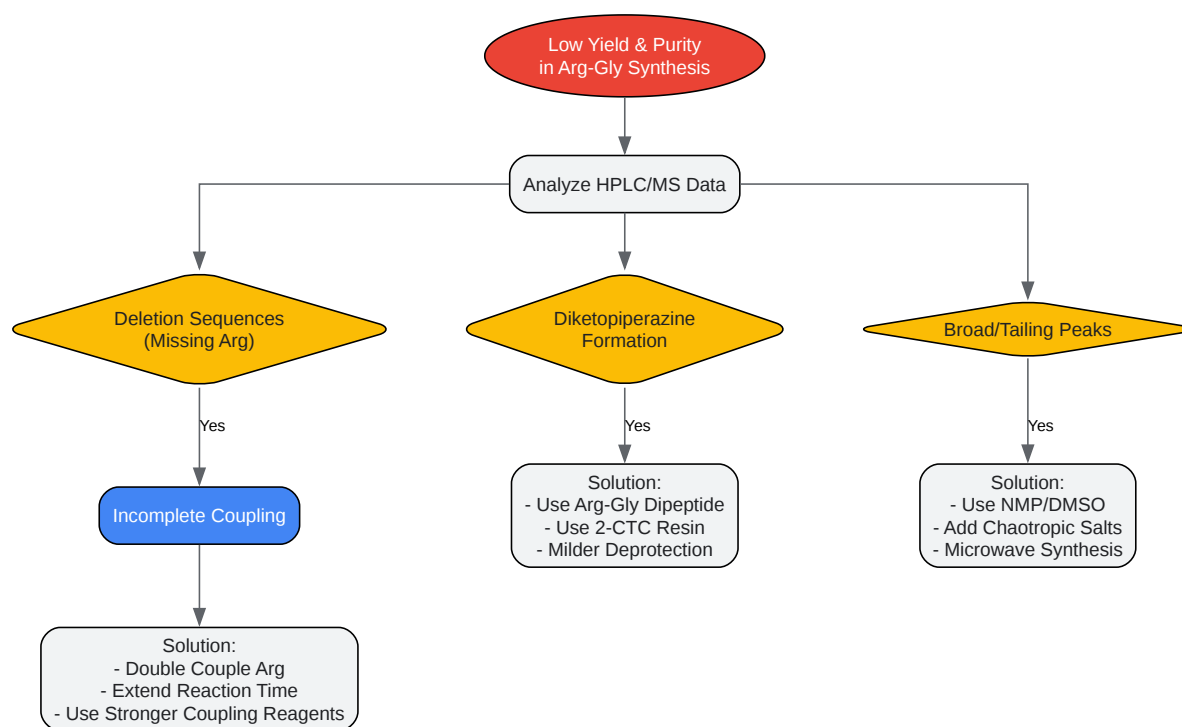 Low Yield & Purity
in Arg-Gly Synthesis
Analyze HPLC/MS Data
Deletion Sequences
(Missing Arg)
Diketopiperazine
Formation
Broad/Tailing Peaks
Yes
Yes
Yes
Incomplete Coupling
Solution:
- Use Arg-Gly Dipeptide
- Use 2-CTC Resin
- Milder Deprotection
Solution:
- Use NMP/DMSO
- Add Chaotropic Salts
- Microwave Synthesis
Solution:
- Double Couple Arg
- Extend Reaction Time
- Use Stronger Coupling Reagents